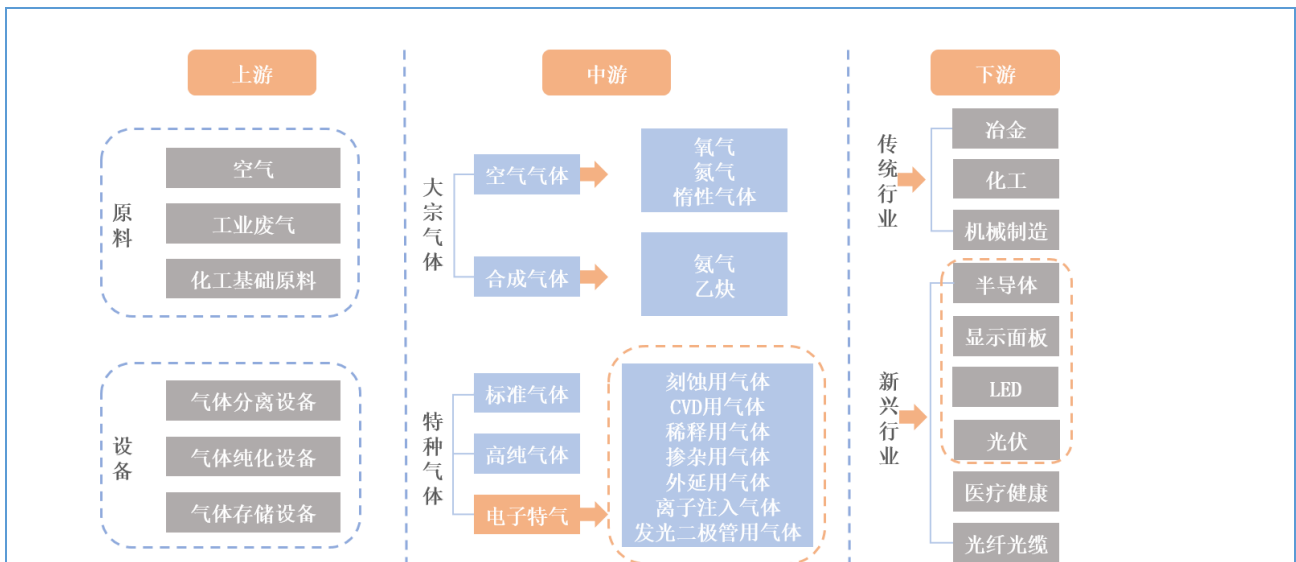 上游
中游
下游
原料
空气
工业废气
化工基础原料
设备
气体分离设备
气体纯化设备
气体存储设备
大宗气体
空气气体
氧气
氮气
惰性气体
合成气体
氨气
乙炔
特种气体
标准气体
高纯气体
电子特气
刻蚀用气体
CVD用气体
稀释用气体
掺杂用气体
外延用气体
离子注入气体
发光二极管用气体
传统行业
冶金
化工
机械制造
新兴行业
半导体
显示面板
LED
光伏
医疗健康
光纤光缆